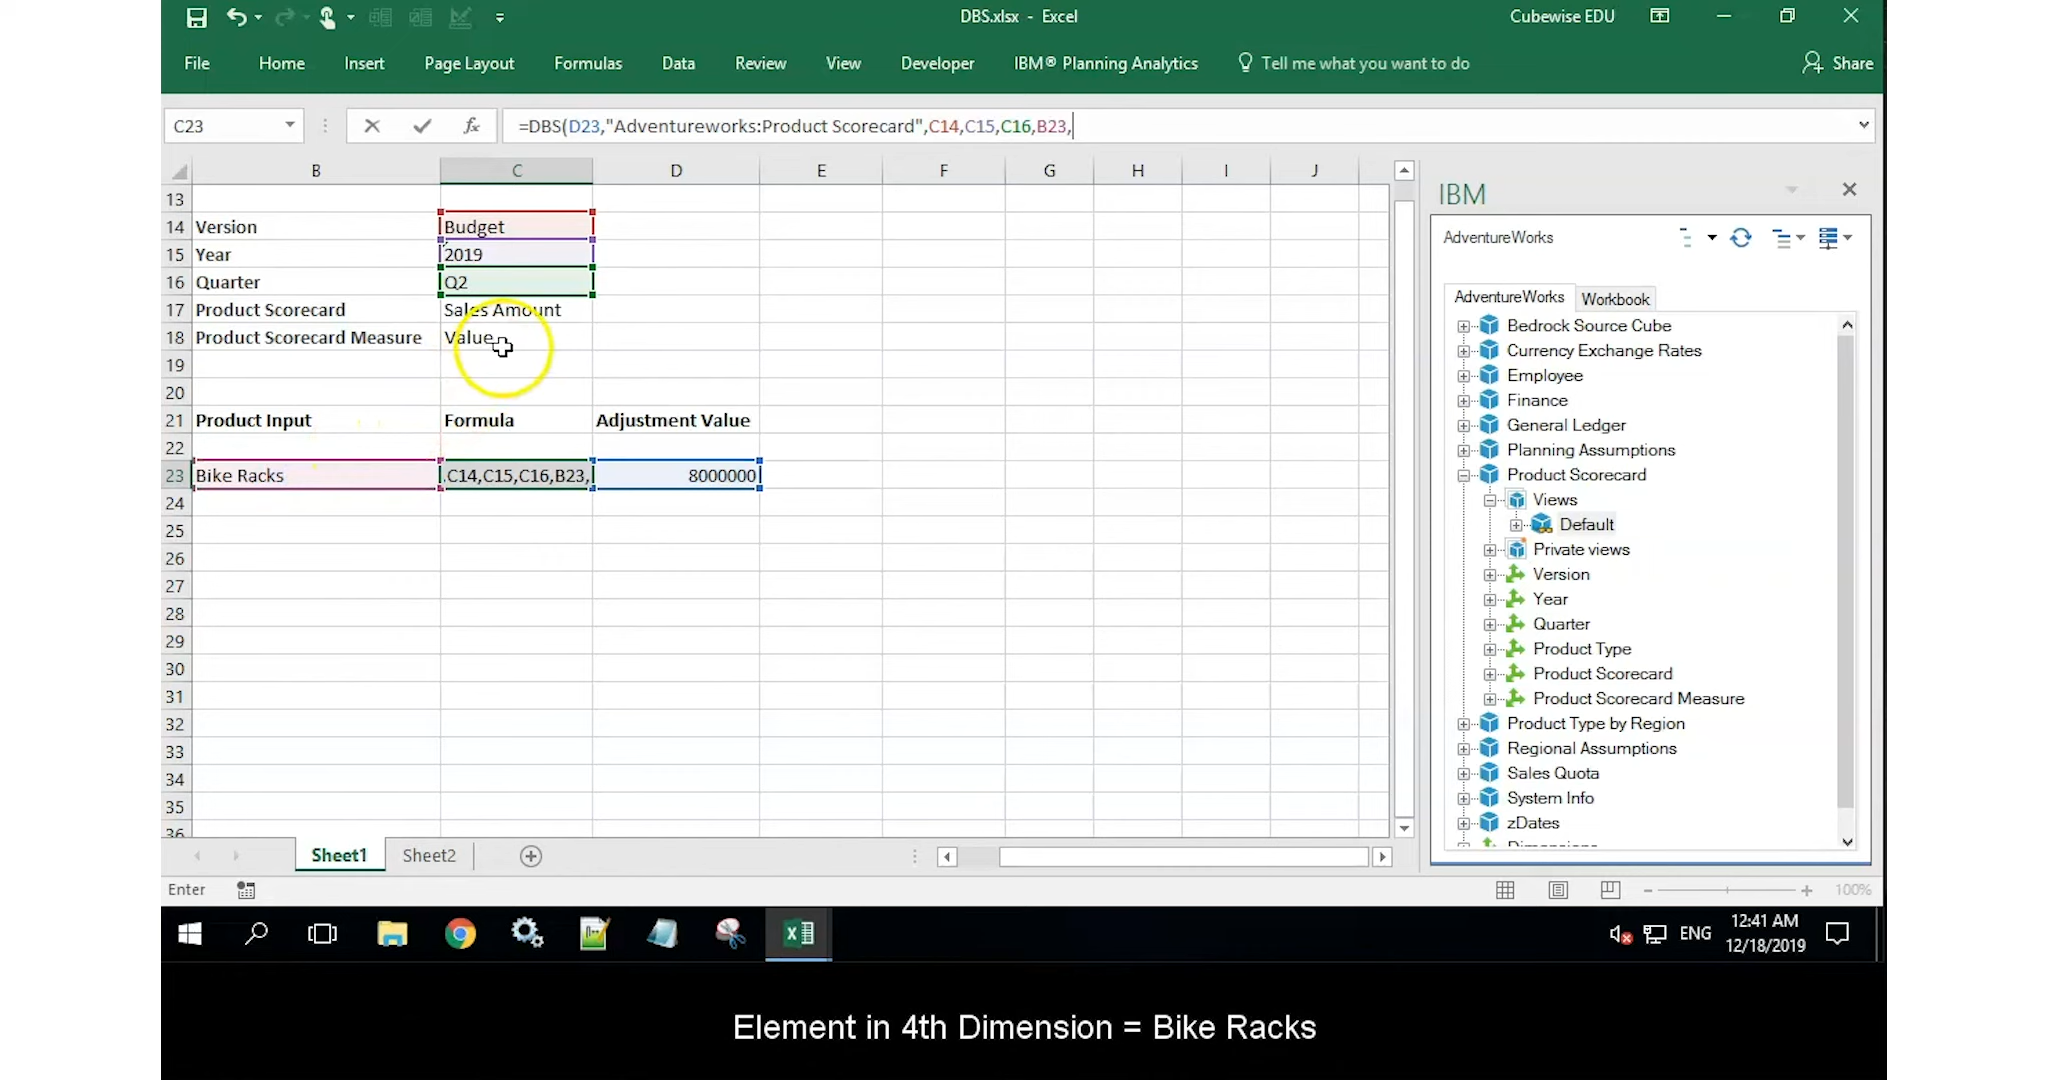 DBS.xlsx - Excel
Cubewise EDU
File Home Insert Page Layout Formulas Data Review View Developer IBM® Planning Analytics Tell me what you want to do Share
C23 fx =DBS(D23,"Adventureworks:Product Scorecard",C14,C15,C16,B23,
B C D E F G H I J
13
14 Version Budget
15 Year 2019
16 Quarter Q2
17 Product Scorecard Sales Amount
18 Product Scorecard Measure Value
19
20
21 Product Input Formula Adjustment Value
22
23 Bike Racks .C14,C15,C16,B23, 8000000
24
25
26
27
28
29
30
31
32
33
34
35
36
IBM
AdventureWorks
AdventureWorks Workbook
Bedrock Source Cube
Currency Exchange Rates
Employee
Finance
General Ledger
Planning Assumptions
Product Scorecard
Views
Default
Private views
Version
Year
Quarter
Product Type
Product Scorecard
Product Scorecard Measure
Product Type by Region
Regional Assumptions
Sales Quota
System Info
zDates
Dimensions
Sheet1 Sheet2
Enter
100%
ENG
12:41 AM
12/18/2019
Element in 4th Dimension = Bike Racks